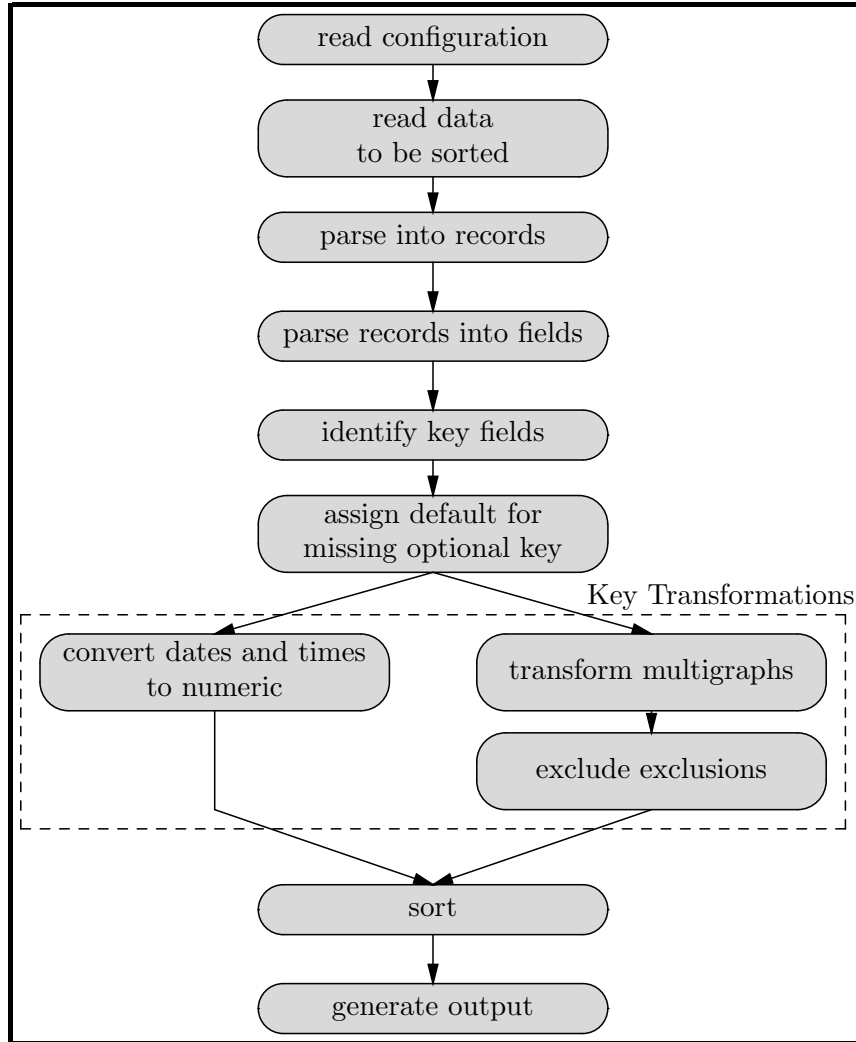 read configuration
read data
to be sorted
parse into records
parse records into fields
identify key fields
assign default for
missing optional key
Key Transformations
convert dates and times
to numeric
transform multigraphs
exclude exclusions
sort
generate output